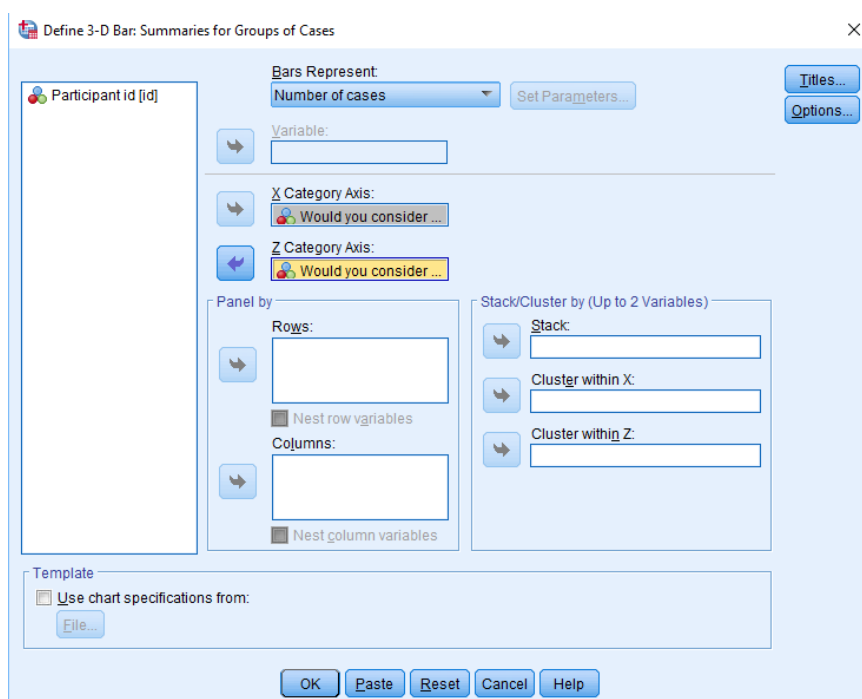 Define 3-D Bar: Summaries for Groups of Cases
Participant id [id]
Bars Represent:
Number of cases
Set Parameters...
Variable:
X Category Axis:
Would you consider ...
Z Category Axis:
Would you consider ...
Panel by
Rows:
Nest row variables
Columns:
Nest column variables
Stack/Cluster by (Up to 2 Variables)
Stack:
Cluster within X:
Cluster within Z:
Titles...
Options...
Template
Use chart specifications from:
File...
OK Paste Reset Cancel Help